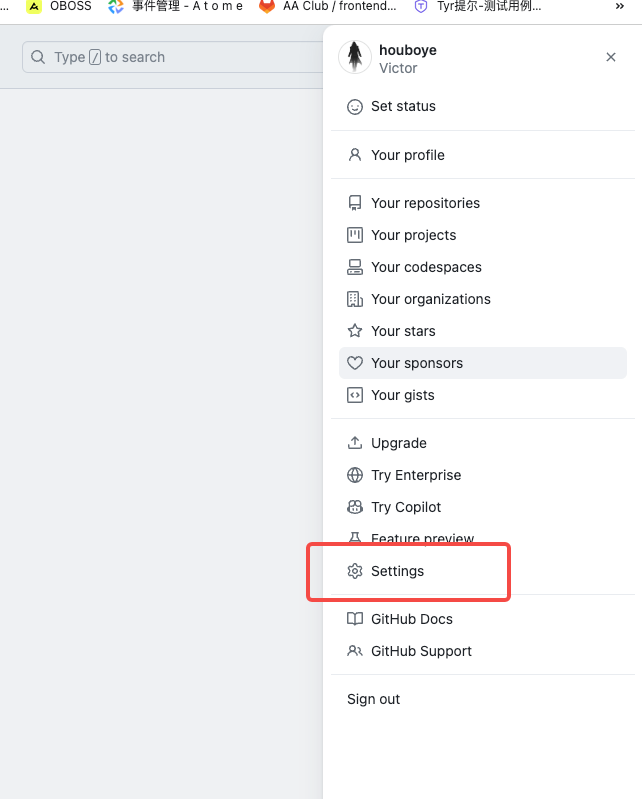 ... OBOSS 事件管理 - A t o m e AA Club / frontend... Tyr提尔-测试用例... »
Type / to search
houboye
Victor
Set status
Your profile
Your repositories
Your projects
Your codespaces
Your organizations
Your stars
Your sponsors
Your gists
Upgrade
Try Enterprise
Try Copilot
Feature preview
Settings
GitHub Docs
GitHub Support
Sign out